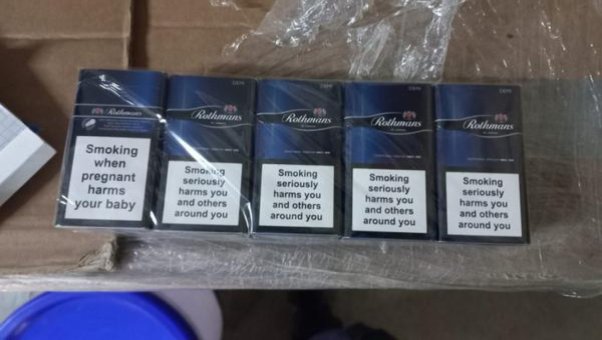 Rothmans
Smoking
when
pregnant
harms
your baby
Rothmans
Smoking
seriously
harms you
and others
around you
Rothmans
Smoking
seriously
harms you
and others
around you
Rothmans
Smoking
seriously
harms you
and others
around you
Rothmans
Smoking
seriously
harms you
and others
around you